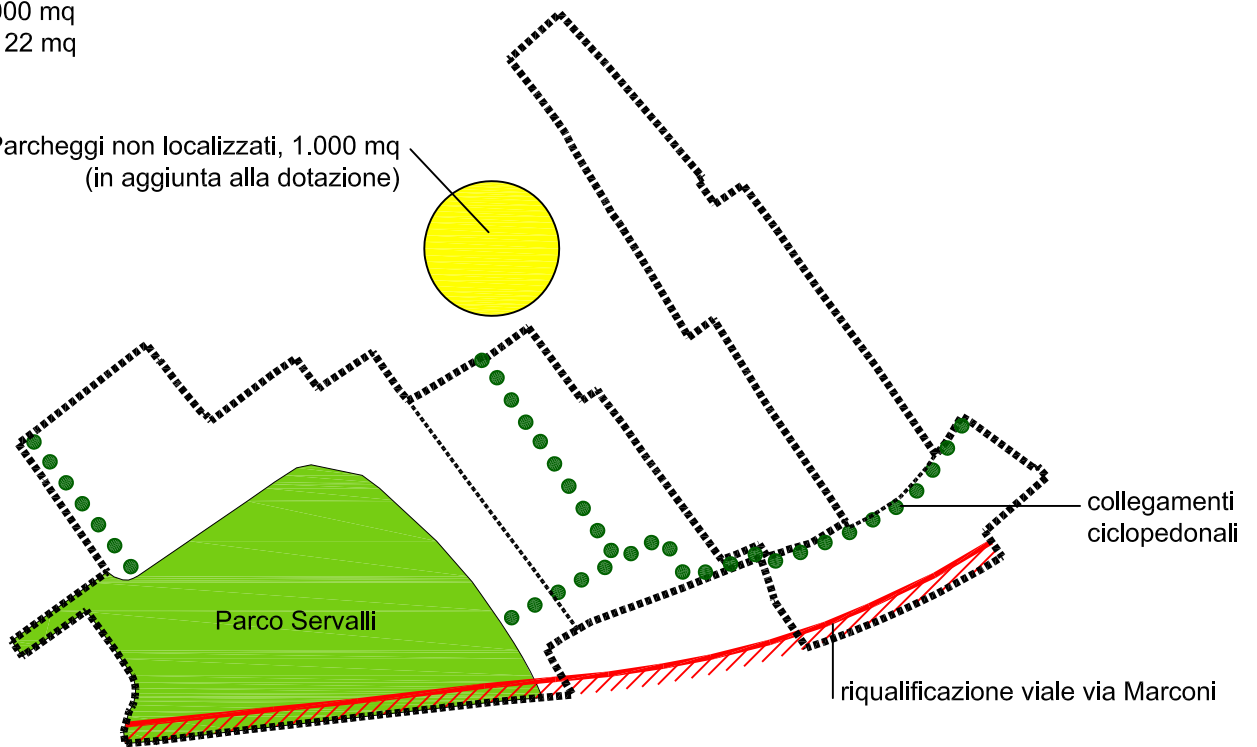 000 mq
22 mq
Parcheggi non localizzati, 1.000 mq
(in aggiunta alla dotazione)
collegamenti
ciclopedonali
Parco Servalli
riqualificazione viale via Marconi